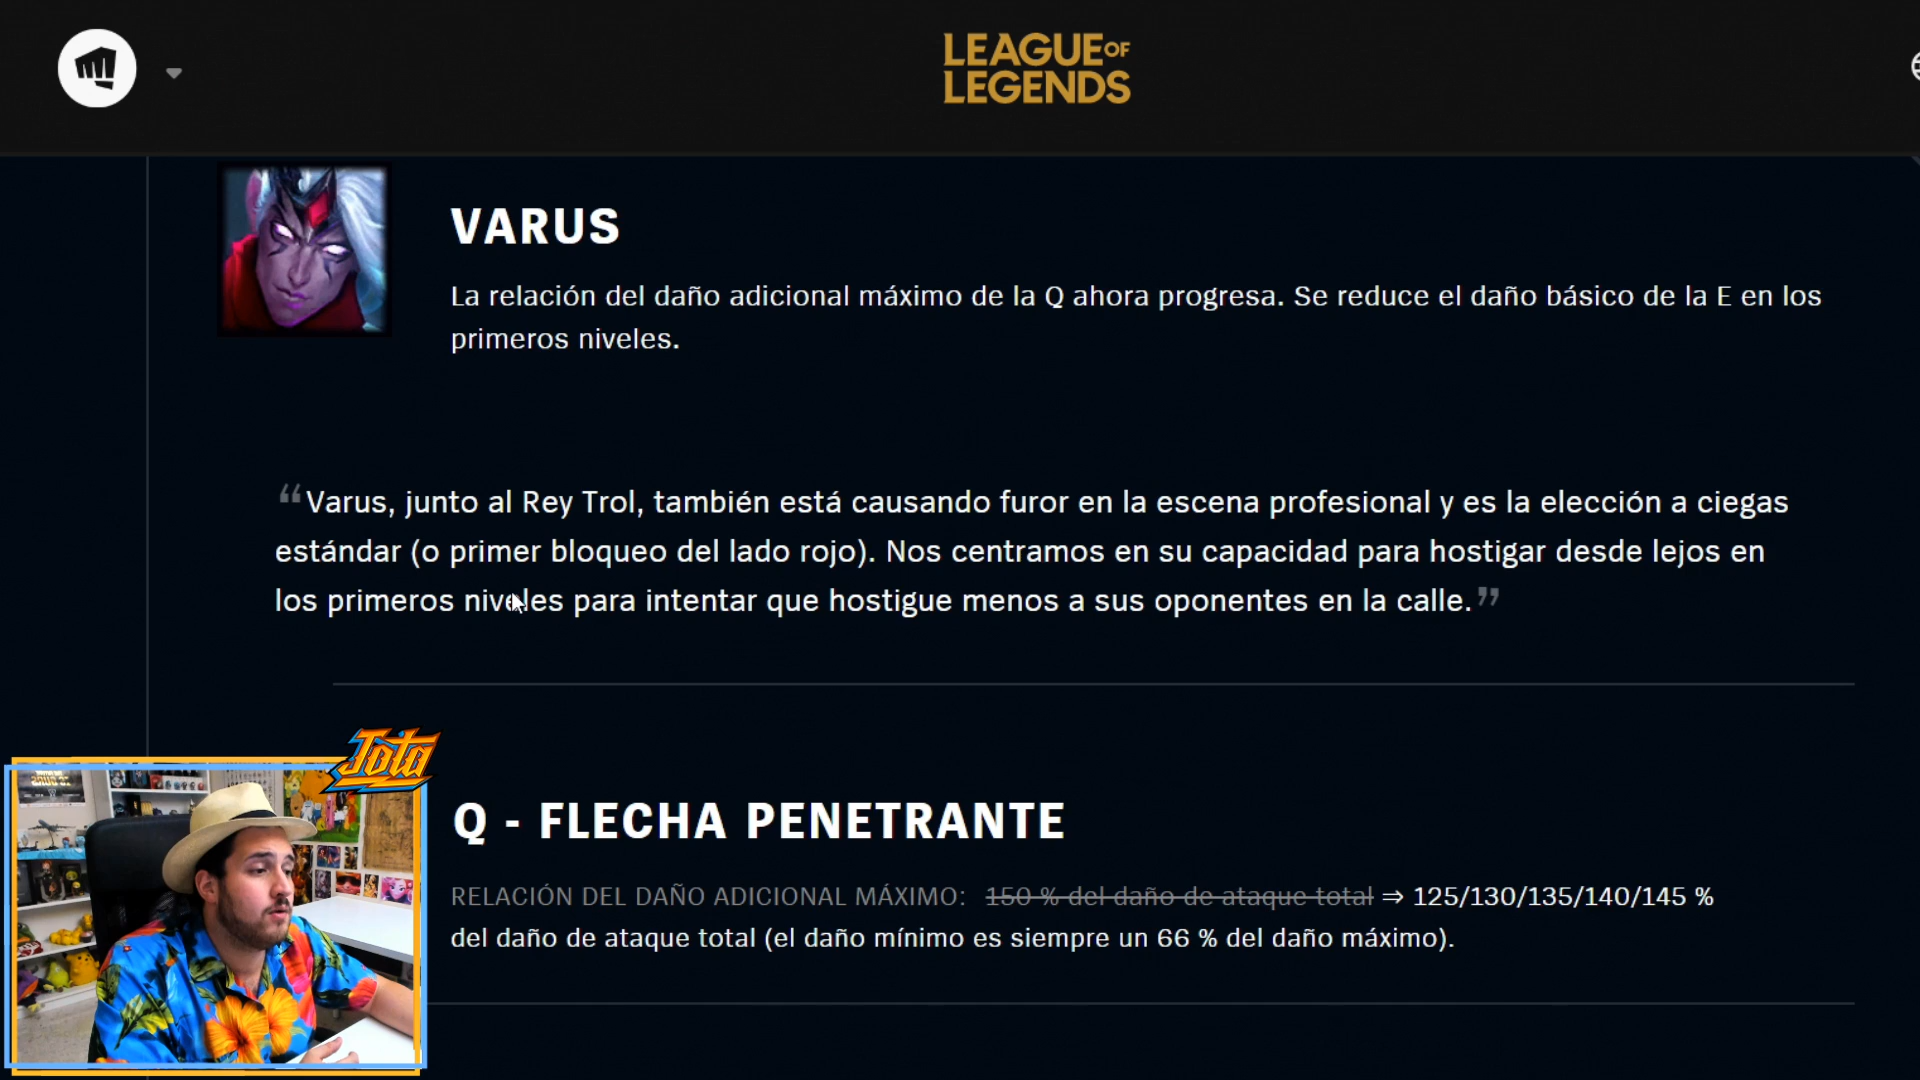 LEAGUE OF
LEGENDS
VARUS
La relación del daño adicional máximo de la Q ahora progresa. Se reduce el daño básico de la E en los
primeros niveles.
“Varus, junto al Rey Trol, también está causando furor en la escena profesional y es la elección a ciegas
estándar (o primer bloqueo del lado rojo). Nos centramos en su capacidad para hostigar desde lejos en
los primeros niveles para intentar que hostigue menos a sus oponentes en la calle.”
Jota
Q - FLECHA PENETRANTE
RELACIÓN DEL DAÑO ADICIONAL MÁXIMO: 150 % del daño de ataque total ⇒ 125/130/135/140/145 %
del daño de ataque total (el daño mínimo es siempre un 66 % del daño máximo).